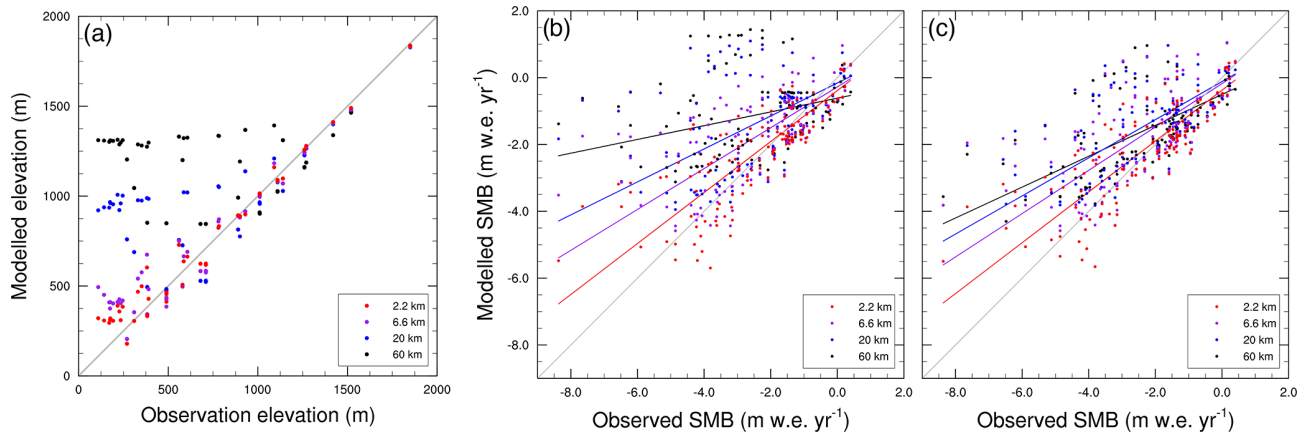 (a)
2000
1500
1000
500
0
Modelled elevation (m)
0 500 1000 1500 2000
Observation elevation (m)
2.2 km
6.6 km
20 km
60 km
(b)
2.0
0.0
-2.0
-4.0
-6.0
-8.0
Modelled SMB (m w.e. yr⁻¹)
-8.0 -6.0 -4.0 -2.0 0.0 2.0
Observed SMB (m w.e. yr⁻¹)
2.2 km
6.6 km
20 km
60 km
(c)
-8.0 -6.0 -4.0 -2.0 0.0 2.0
Observed SMB (m w.e. yr⁻¹)
2.2 km
6.6 km
20 km
60 km